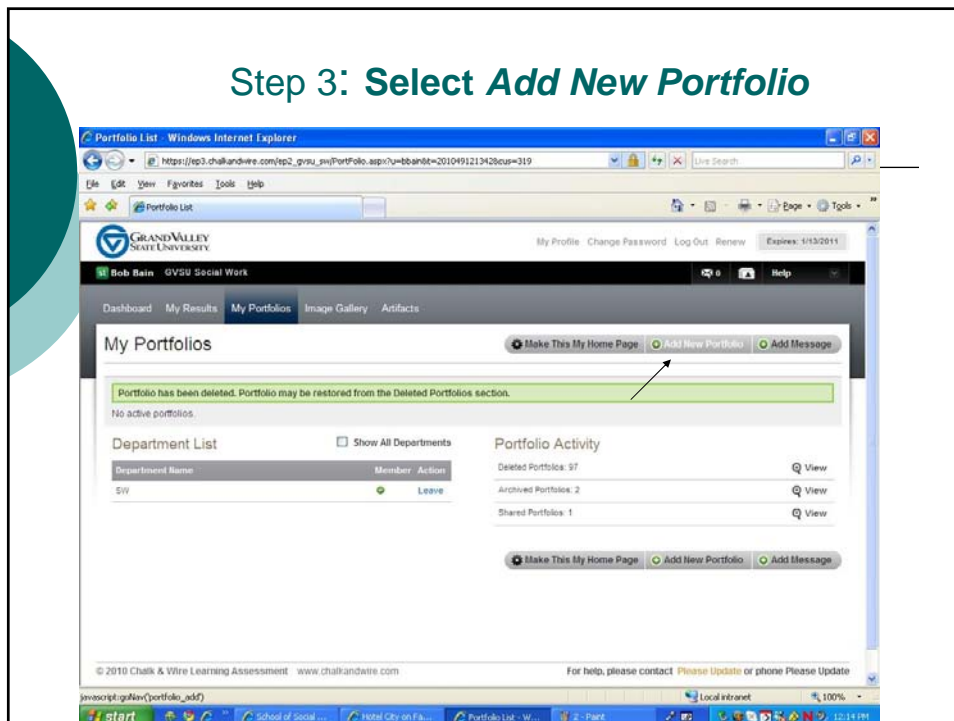 Step 3: Select Add New Portfolio
Portfolio List - Windows Internet Explorer
https://ep3.chalkandwire.com/ep2_gvsu_sw/PortFolio.aspx?u=bbain&t=2010491213428cus=319
Live Search
File Edit View Favorites Tools Help
Portfolio List
Page Tools
GRAND VALLEY
STATE UNIVERSITY
My Profile Change Password Log Out Renew Expires: 1/13/2011
Bob Bain GVSU Social Work
0 Help
Dashboard My Results My Portfolios Image Gallery Artifacts
My Portfolios
Make This My Home Page Add New Portfolio Add Message
Portfolio has been deleted. Portfolio may be restored from the Deleted Portfolios section.
No active portfolios.
Department List Show All Departments
Department Name Member Action
SW Leave
Portfolio Activity
Deleted Portfolios: 97 View
Archived Portfolios: 2 View
Shared Portfolios: 1 View
Make This My Home Page Add New Portfolio Add Message
© 2010 Chalk & Wire Learning Assessment www.chalkandwire.com
For help, please contact Please Update or phone Please Update
javascript:goNav('portfolio_add')
Local intranet 100%
start School of Social ... Hotel City on Fa... Portfolio List - W... 2 - Paint 12:14 PM